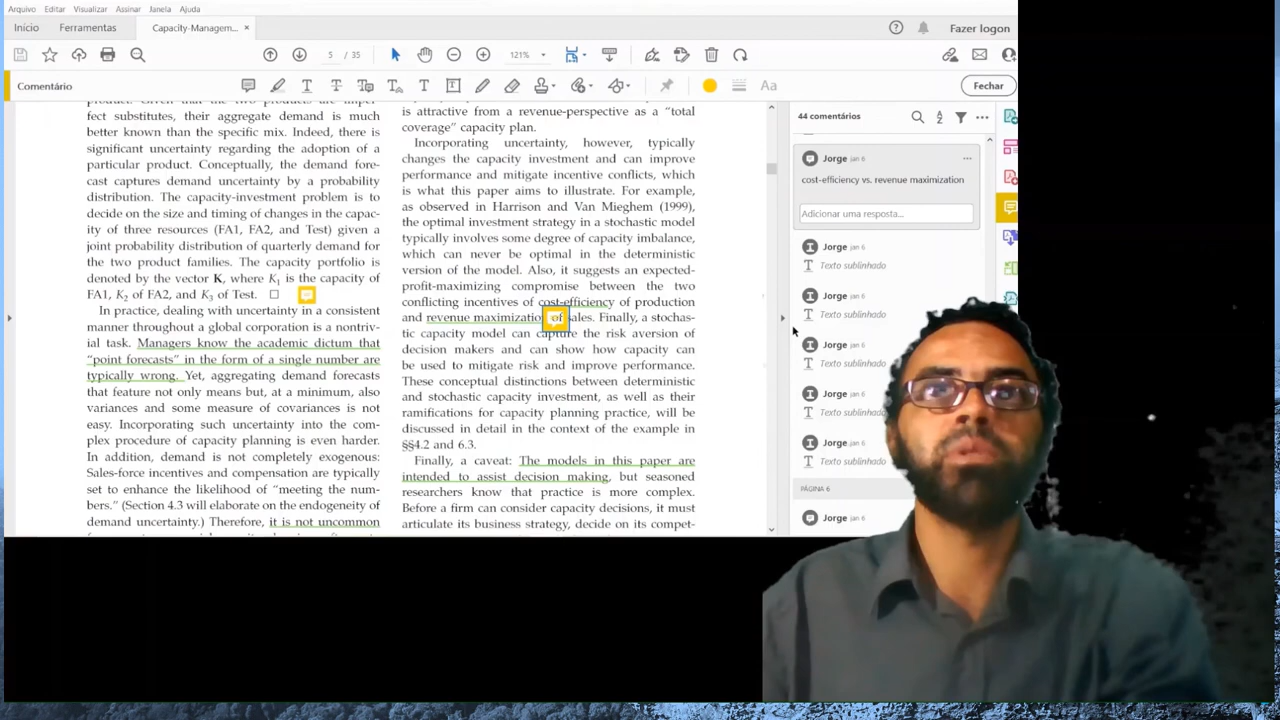 Arquivo Editar Visualizar Assinar Janela Ajuda
Início Ferramentas Capacity-Managem... × Fazer logon
5 / 35 121%
Comentário Aa Fechar
fect substitutes, their aggregate demand is much
better known than the specific mix. Indeed, there is
significant uncertainty regarding the adoption of a
particular product. Conceptually, the demand fore-
cast captures demand uncertainty by a probability
distribution. The capacity-investment problem is to
decide on the size and timing of changes in the capac-
ity of three resources (FA1, FA2, and Test) given a
joint probability distribution of quarterly demand for
the two product families. The capacity portfolio is
denoted by the vector K, where K1 is the capacity of
FA1, K2 of FA2, and K3 of Test. □
In practice, dealing with uncertainty in a consistent
manner throughout a global corporation is a nontriv-
ial task. Managers know the academic dictum that
“point forecasts” in the form of a single number are
typically wrong. Yet, aggregating demand forecasts
that feature not only means but, at a minimum, also
variances and some measure of covariances is not
easy. Incorporating such uncertainty into the com-
plex procedure of capacity planning is even harder.
In addition, demand is not completely exogenous:
Sales-force incentives and compensation are typically
set to enhance the likelihood of “meeting the num-
bers.” (Section 4.3 will elaborate on the endogeneity of
demand uncertainty.) Therefore, it is not uncommon
is attractive from a revenue-perspective as a “total
coverage” capacity plan.
Incorporating uncertainty, however, typically
changes the capacity investment and can improve
performance and mitigate incentive conflicts, which
is what this paper aims to illustrate. For example,
as observed in Harrison and Van Mieghem (1999),
the optimal investment strategy in a stochastic model
typically involves some degree of capacity imbalance,
which can never be optimal in the deterministic
version of the model. Also, it suggests an expected-
profit-maximizing compromise between the two
conflicting incentives of cost-efficiency of production
and revenue maximization of sales. Finally, a stochas-
tic capacity model can capture the risk aversion of
decision makers and can show how capacity can
be used to mitigate risk and improve performance.
These conceptual distinctions between deterministic
and stochastic capacity investment, as well as their
ramifications for capacity planning practice, will be
discussed in detail in the context of the example in
§§4.2 and 6.3.
Finally, a caveat: The models in this paper are
intended to assist decision making, but seasoned
researchers know that practice is more complex.
Before a firm can consider capacity decisions, it must
articulate its business strategy, decide on its compet-
44 comentários
Jorge jan 6
cost-efficiency vs. revenue maximization
Adicionar uma resposta...
Jorge jan 6
Texto sublinhado
Jorge jan 6
Texto sublinhado
Jorge jan 6
Texto sublinhado
Jorge jan 6
Texto sublinhado
Jorge jan 6
Texto sublinhado
PÁGINA 6
Jorge jan 6